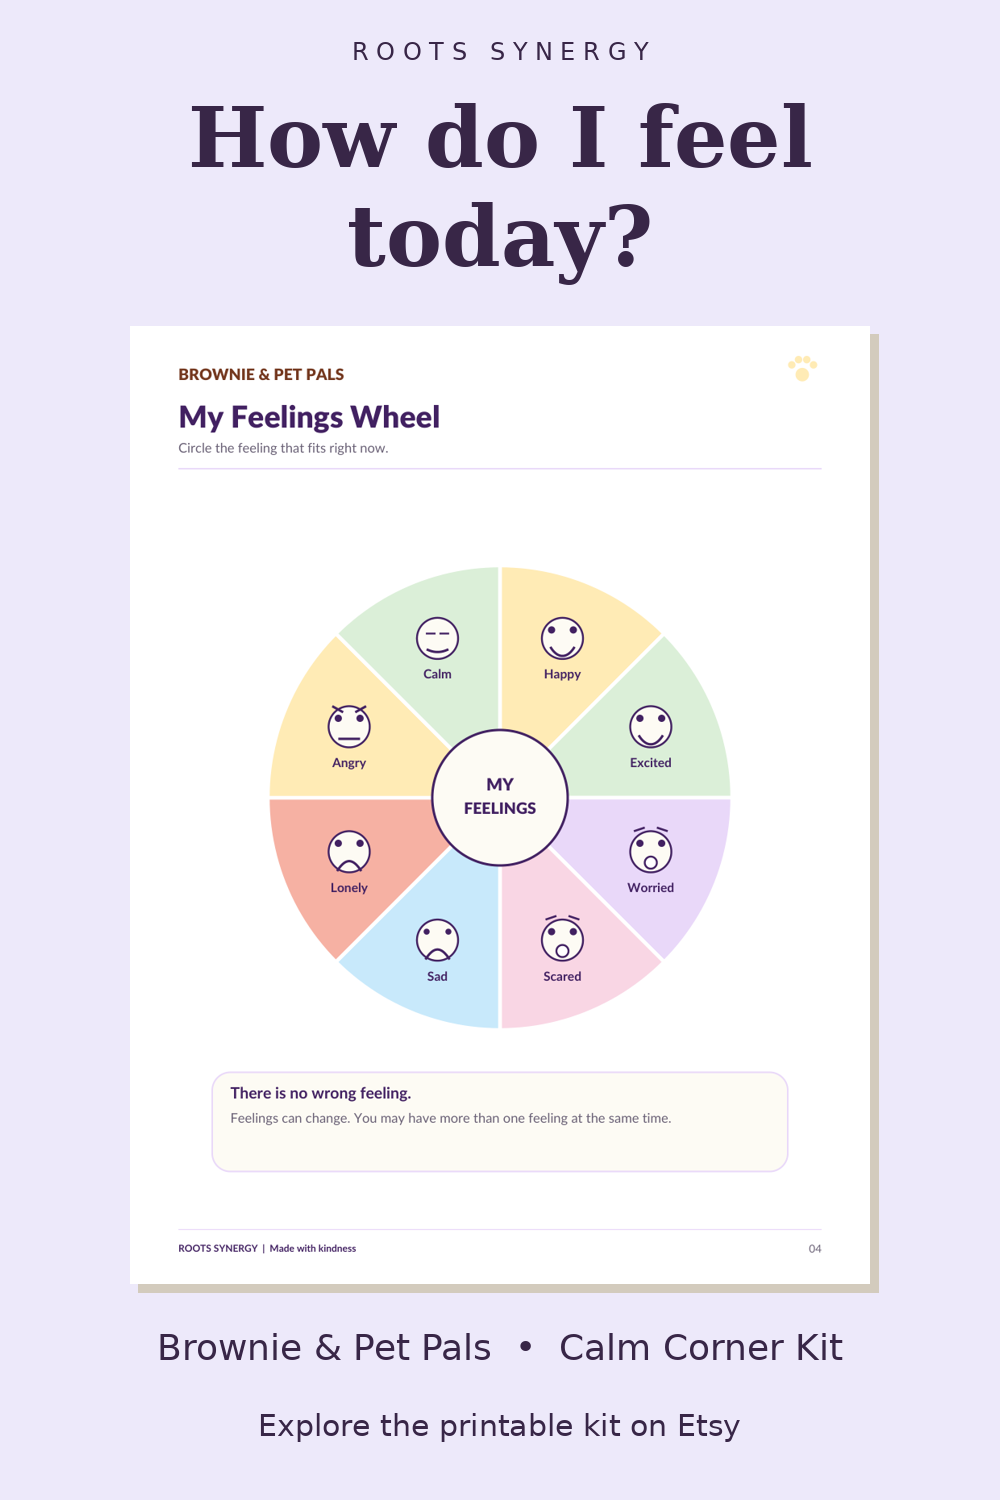 ROOTS SYNERGY
How do I feel
today?
BROWNIE & PET PALS
My Feelings Wheel
Circle the feeling that fits right now.
Calm
Happy
Angry
Excited
MY
FEELINGS
Lonely
Worried
Sad
Scared
There is no wrong feeling.
Feelings can change. You may have more than one feeling at the same time.
ROOTS SYNERGY | Made with kindness
04
Brownie & Pet Pals • Calm Corner Kit
Explore the printable kit on Etsy